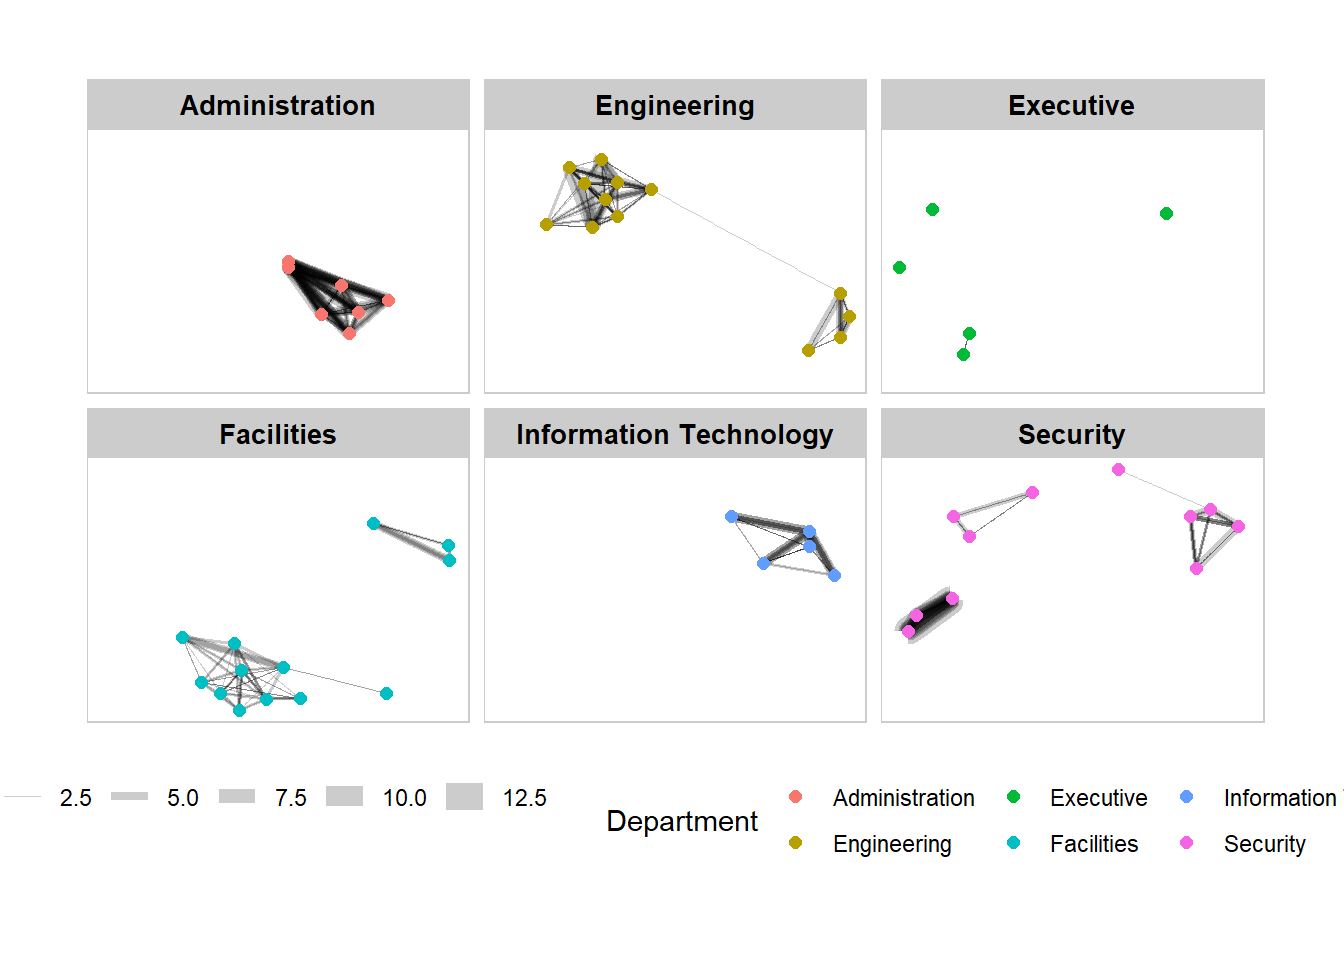 Administration
Engineering
Executive
Facilities
Information Technology
Security
2.5 5.0 7.5 10.0 12.5
Department
Administration Executive Information
Engineering Facilities Security